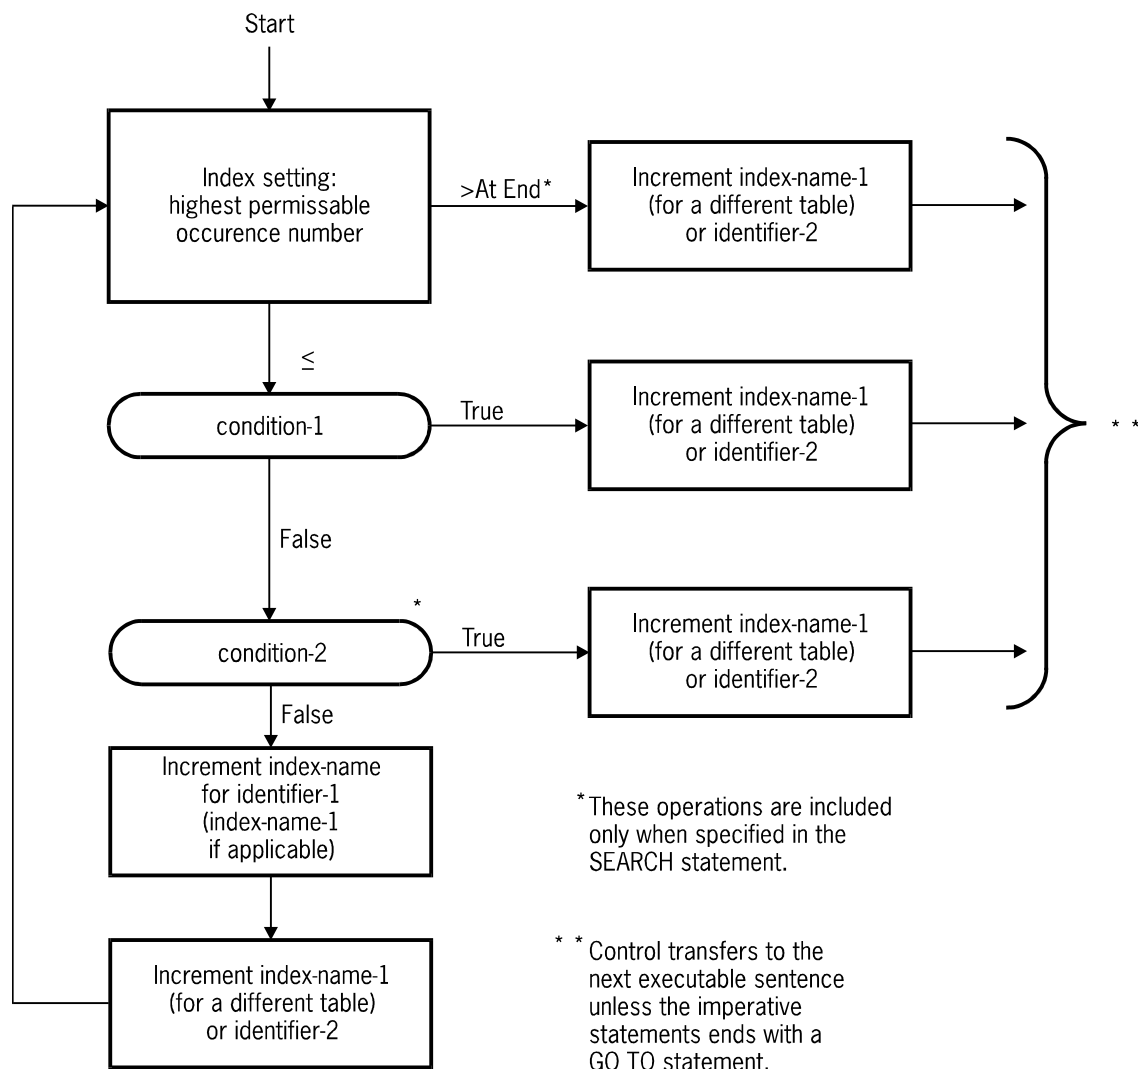 Start
Index setting:
highest permissable
occurence number
>At End*
Increment index-name-1
(for a different table)
or identifier-2
≤
condition-1
True
Increment index-name-1
(for a different table)
or identifier-2
* *
False
*
condition-2
True
Increment index-name-1
(for a different table)
or identifier-2
False
Increment index-name
for identifier-1
(index-name-1
if applicable)
Increment index-name-1
(for a different table)
or identifier-2
* These operations are included
only when specified in the
SEARCH statement.
* * Control transfers to the
next executable sentence
unless the imperative
statements ends with a
GO TO statement.